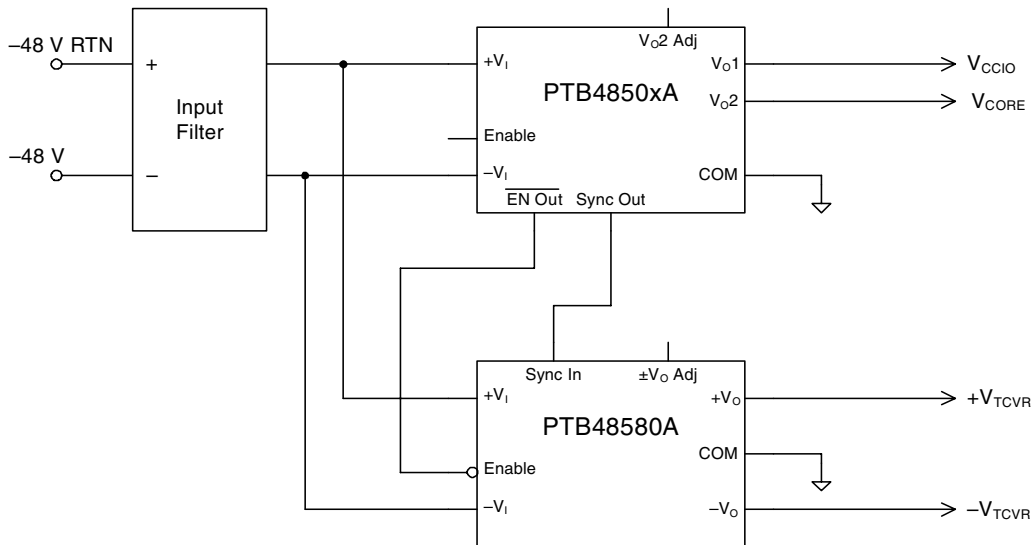 –48 V RTN
+
Input
Filter
–48 V
–
VO2 Adj
+VI
VO1
VCCIO
PTB4850xA
VO2
VCORE
Enable
–VI
COM
EN Out
Sync Out
Sync In
±VO Adj
+VI
+VO
+VTCVR
PTB48580A
COM
Enable
–VI
–VO
–VTCVR